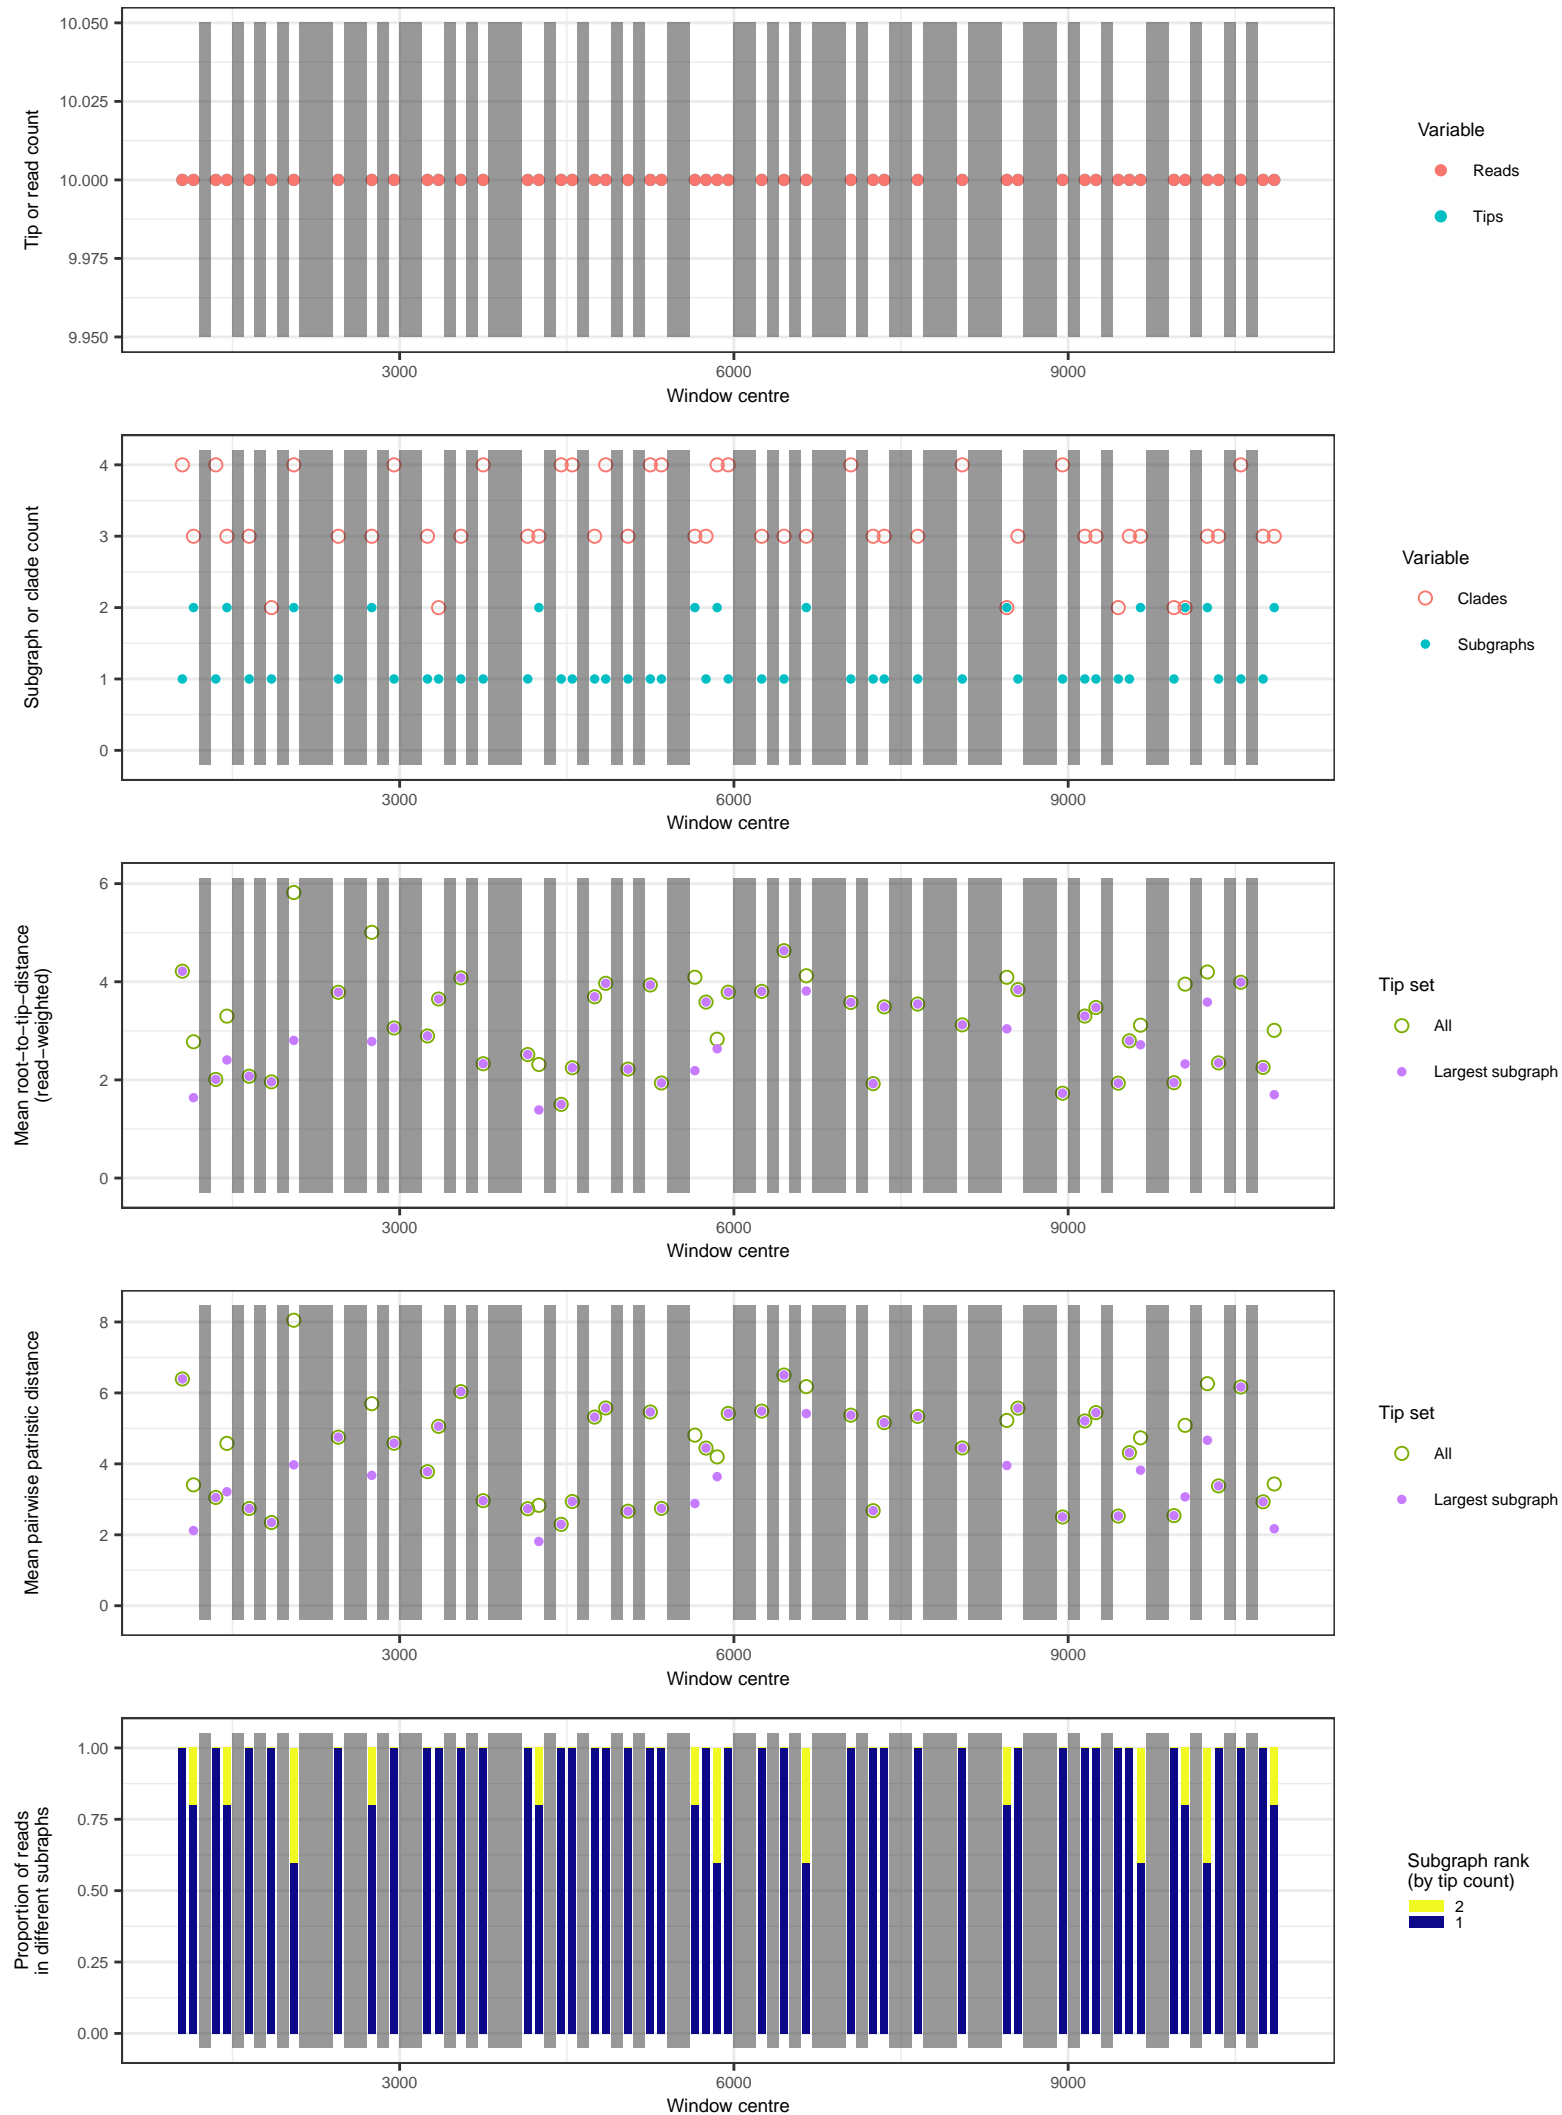 10.050
10.025
10.000
9.975
9.950
Tip or read count
3000
6000
9000
Window centre
Variable
Reads
Tips
4
3
2
1
0
Subgraph or clade count
3000
6000
9000
Window centre
Variable
Clades
Subgraphs
6
4
2
0
Mean root−to−tip−distance
(read−weighted)
3000
6000
9000
Window centre
Tip set
All
Largest subgraph
8
6
4
2
0
Mean pairwise patristic distance
3000
6000
9000
Window centre
Tip set
All
Largest subgraph
1.00
0.75
0.50
0.25
0.00
Proportion of reads
in different subraphs
3000
6000
9000
Window centre
Subgraph rank
(by tip count)
2
1